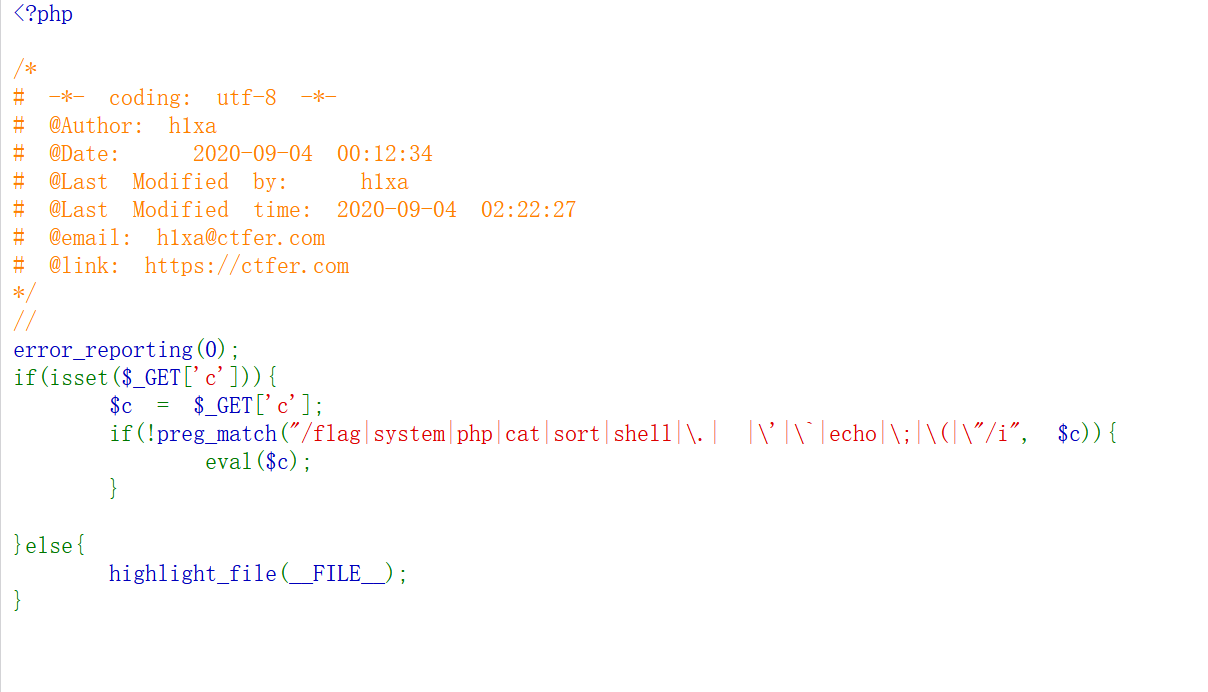 <?php

/*
# -*- coding: utf-8 -*-
# @Author: h1xa
# @Date:   2020-09-04 00:12:34
# @Last Modified by:   h1xa
# @Last Modified time: 2020-09-04 02:22:27
# @email: h1xa@ctfer.com
# @link: https://ctfer.com
*/
//
error_reporting(0);
if(isset($_GET['c'])){
    $c = $_GET['c'];
    if(!preg_match("/flag|system|php|cat|sort|shell|\.| |\'|\`|echo|\;|\(|\"/i", $c)){
        eval($c);
    }

}else{
    highlight_file(__FILE__);
}